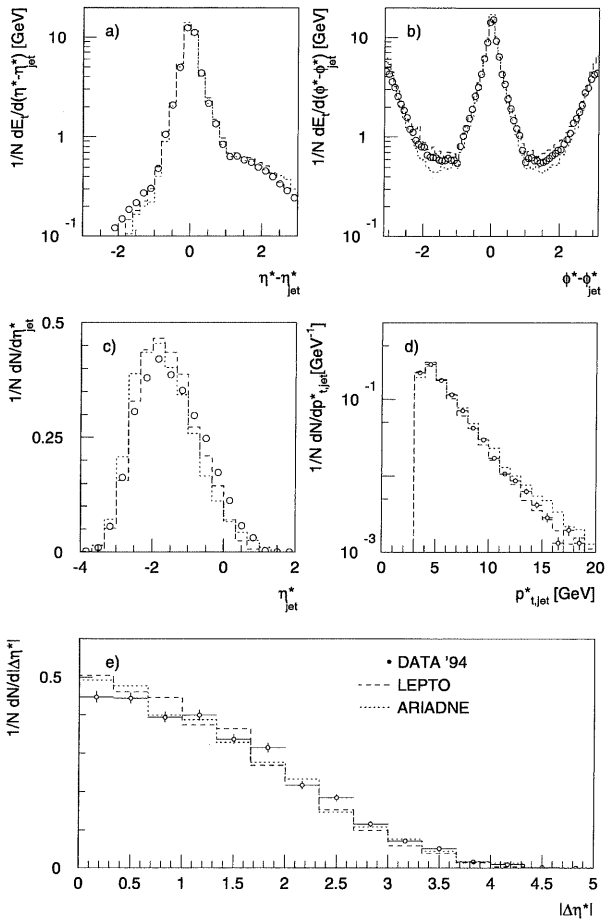 1/N dE_t/d(η*-η*_jet) [GeV]
a)
10
1
10^-1
-2 0 2
η*-η*_jet
1/N dE_t/d(ϕ*-ϕ*_jet) [GeV]
b)
10
1
10^-1
-2 0 2
ϕ*-ϕ*_jet
1/N dN/dη*_jet
c)
0.5
0.25
0
-4 -2 0 2
η*_jet
1/N dN/dp*_t,jet [GeV^-1]
d)
10^-1
10^-3
0 5 10 15 20
p*_t,jet [GeV]
1/N dN/d|Δη*|
e)
0.5
0
DATA '94
LEPTO
ARIADNE
0 0.5 1 1.5 2 2.5 3 3.5 4 4.5 5
|Δη*|